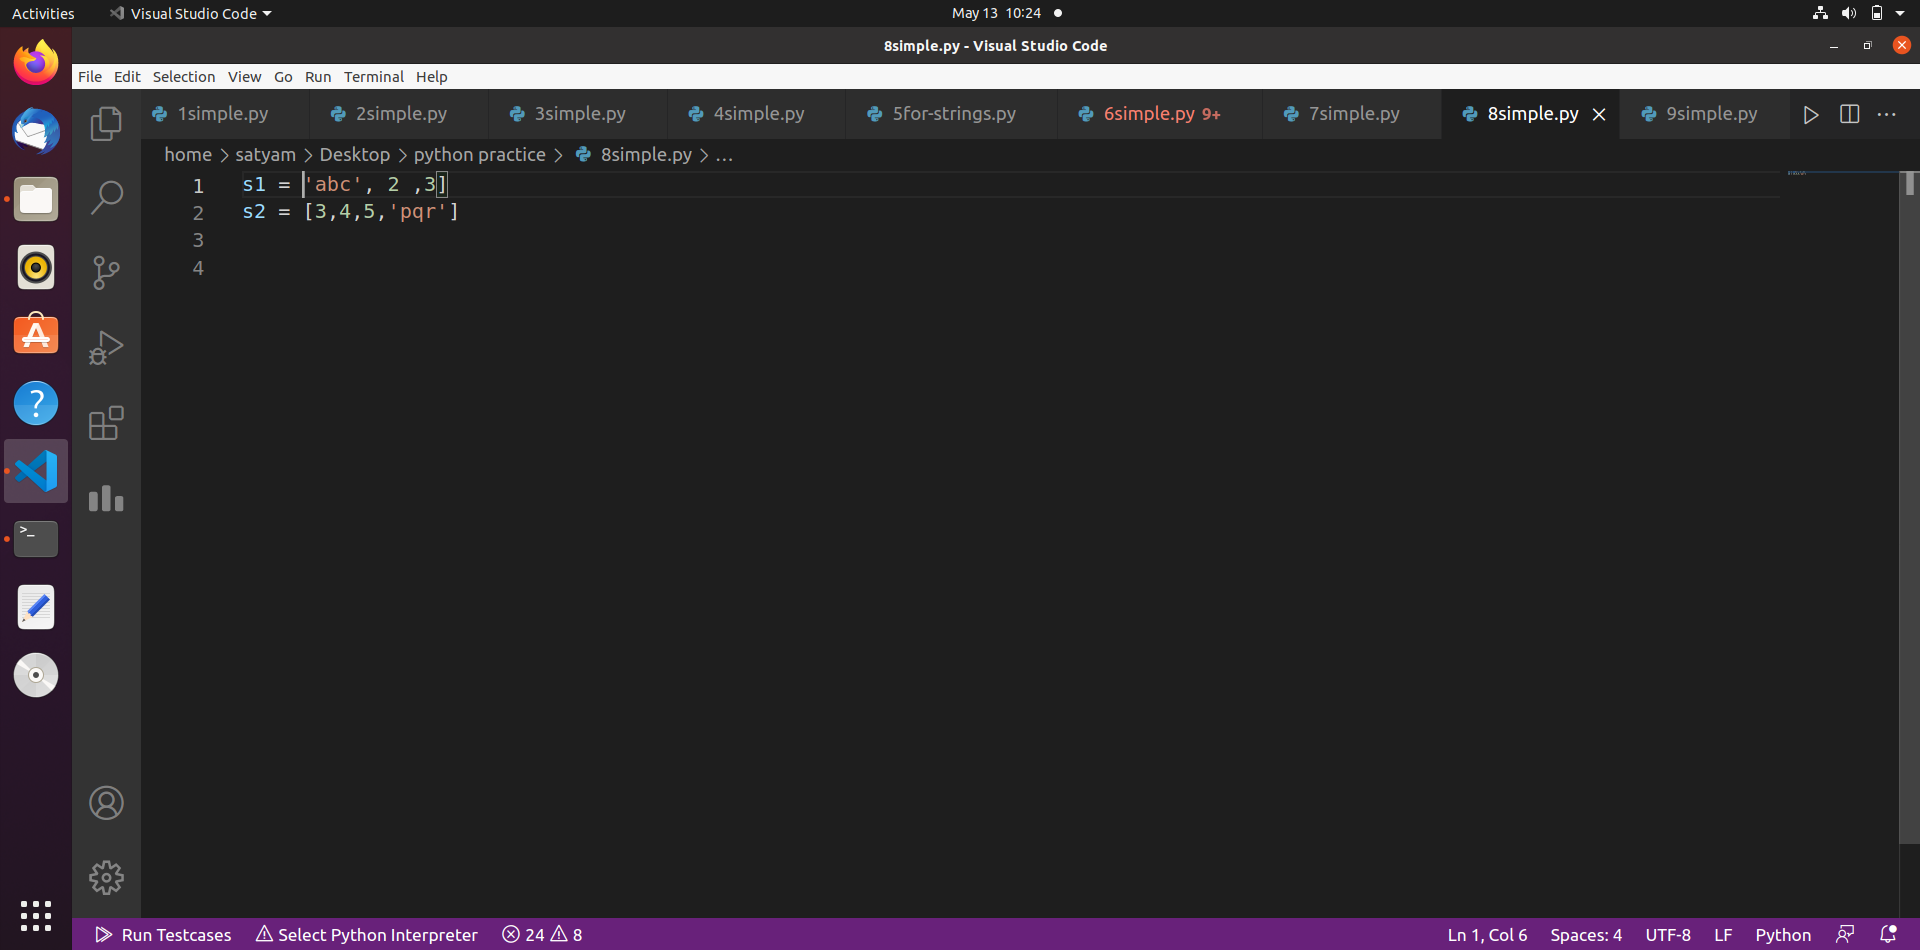 Activities Visual Studio Code May 13 10:24
8simple.py - Visual Studio Code
File Edit Selection View Go Run Terminal Help
1simple.py 2simple.py 3simple.py 4simple.py 5for-strings.py 6simple.py 9+ 7simple.py 8simple.py 9simple.py
home > satyam > Desktop > python practice > 8simple.py > ...
1 s1 = ['abc', 2 ,3]
2 s2 = [3,4,5,'pqr']
3
4
Run Testcases Select Python Interpreter 24 8 Ln 1, Col 6 Spaces: 4 UTF-8 LF Python